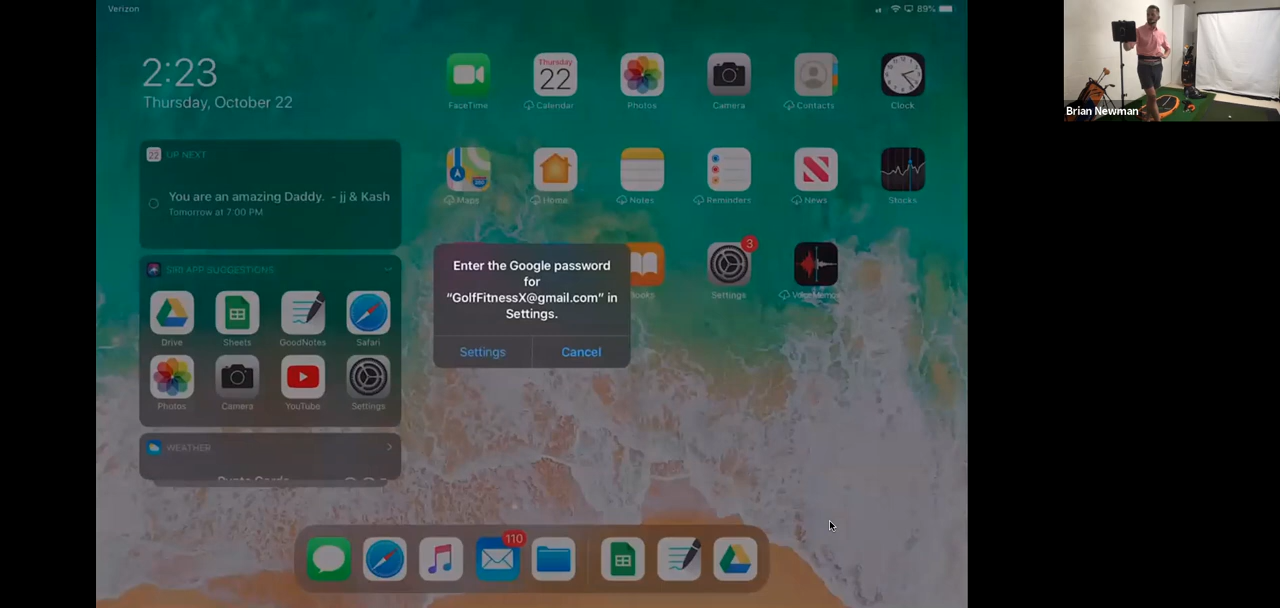 Verizon
89%
2:23
Thursday, October 22
22
UP NEXT
You are an amazing Daddy. - jj & Kash
Tomorrow at 7:00 PM
SIRI APP SUGGESTIONS
Drive
Sheets
GoodNotes
Safari
Photos
Camera
YouTube
Settings
WEATHER
FaceTime
Thursday
22
Calendar
Photos
Camera
Contacts
Clock
Maps
Home
Notes
Reminders
News
Stocks
Books
3
Settings
Voice Memos
Enter the Google password
for
“GolfFitnessX@gmail.com” in
Settings.
Settings
Cancel
110
Brian Newman